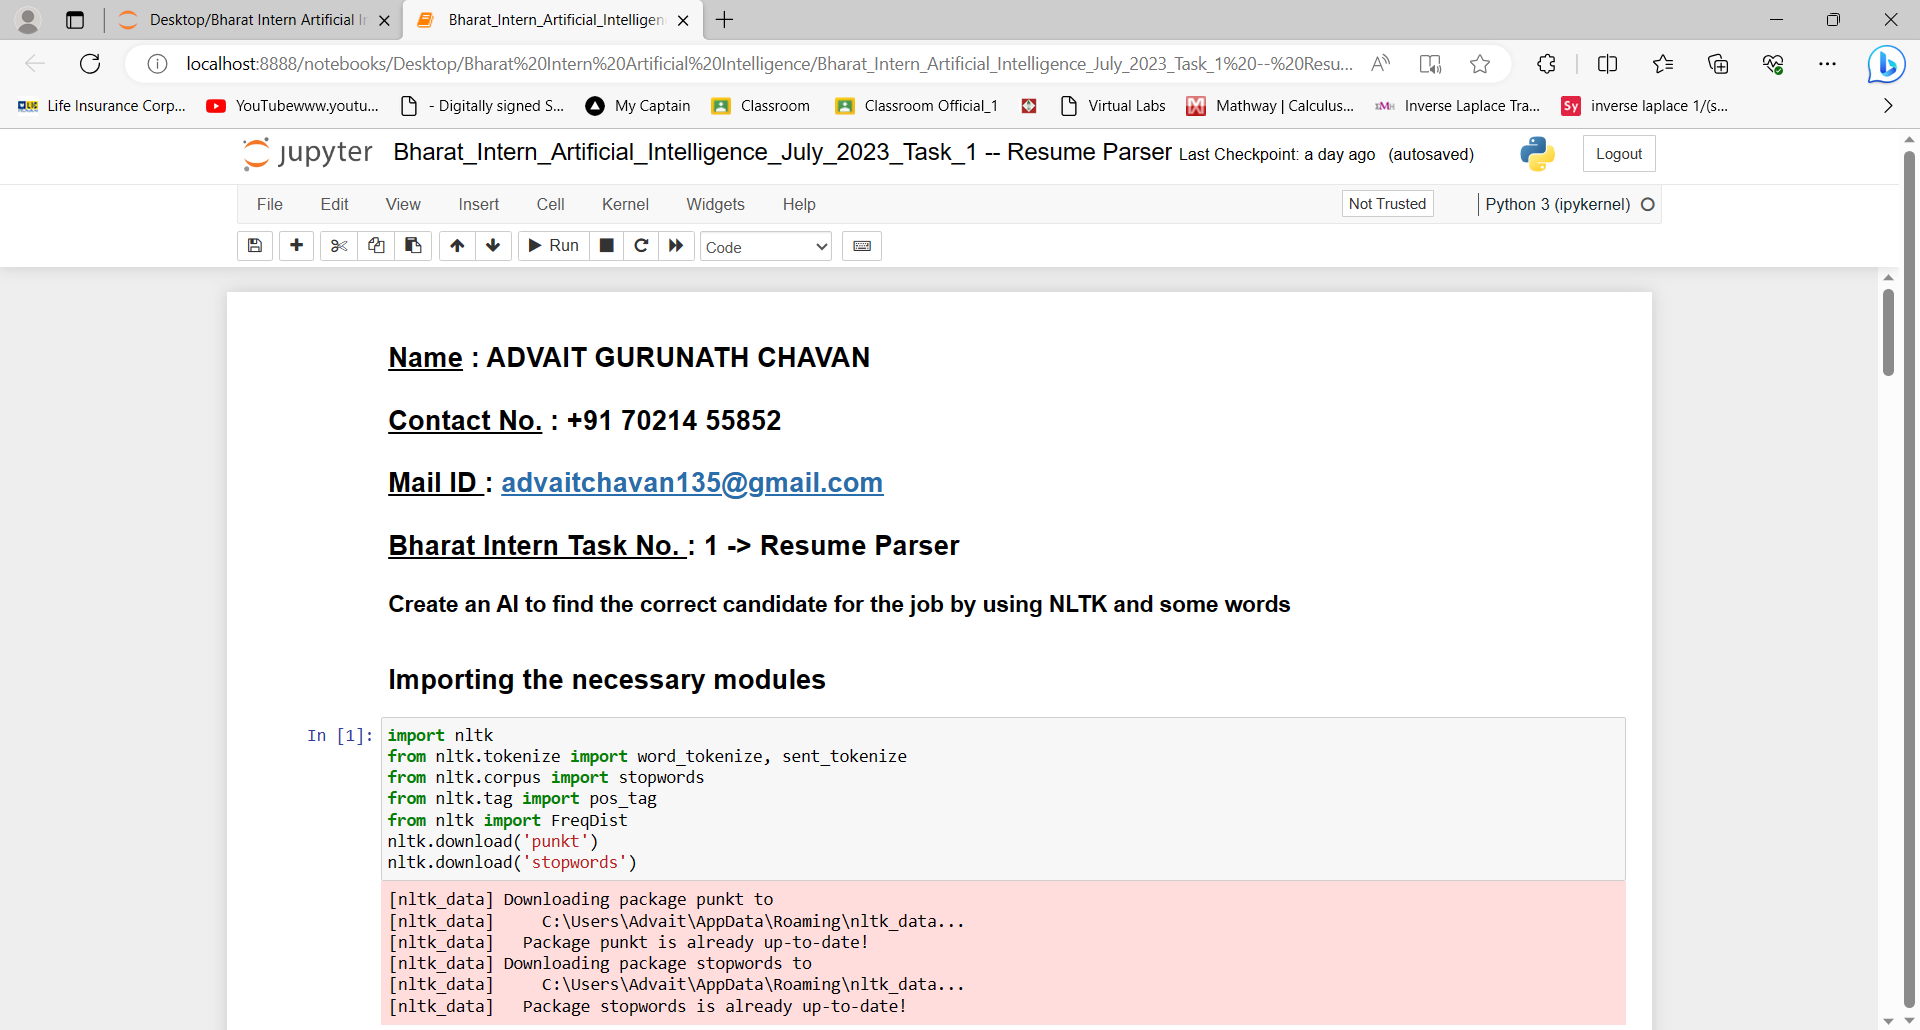 Desktop/Bharat Intern Artificial In
Bharat_Intern_Artificial_Intelligen
localhost:8888/notebooks/Desktop/Bharat%20Intern%20Artificial%20Intelligence/Bharat_Intern_Artificial_Intelligence_July_2023_Task_1%20--%20Resu...
Life Insurance Corp... YouTubewww.youtu... - Digitally signed S... My Captain Classroom Classroom Official_1 Virtual Labs Mathway | Calculus... Inverse Laplace Tra... Sy inverse laplace 1/(s...
jupyter Bharat_Intern_Artificial_Intelligence_July_2023_Task_1 -- Resume Parser Last Checkpoint: a day ago (autosaved) Logout
File Edit View Insert Cell Kernel Widgets Help Not Trusted Python 3 (ipykernel)
Run Code
Name : ADVAIT GURUNATH CHAVAN
Contact No. : +91 70214 55852
Mail ID : advaitchavan135@gmail.com
Bharat Intern Task No. : 1 -> Resume Parser
Create an AI to find the correct candidate for the job by using NLTK and some words
Importing the necessary modules
In [1]: import nltk
from nltk.tokenize import word_tokenize, sent_tokenize
from nltk.corpus import stopwords
from nltk.tag import pos_tag
from nltk import FreqDist
nltk.download('punkt')
nltk.download('stopwords')
[nltk_data] Downloading package punkt to
[nltk_data]     C:\Users\Advait\AppData\Roaming\nltk_data...
[nltk_data]   Package punkt is already up-to-date!
[nltk_data] Downloading package stopwords to
[nltk_data]     C:\Users\Advait\AppData\Roaming\nltk_data...
[nltk_data]   Package stopwords is already up-to-date!